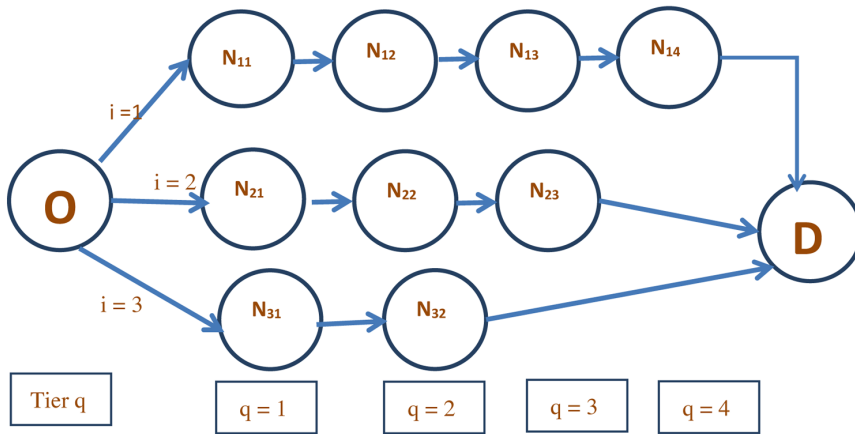 N₁₁ N₁₂ N₁₃ N₁₄
i =1
O i = 2 N₂₁ N₂₂ N₂₃ D
i = 3 N₃₁ N₃₂
Tier q q = 1 q = 2 q = 3 q = 4